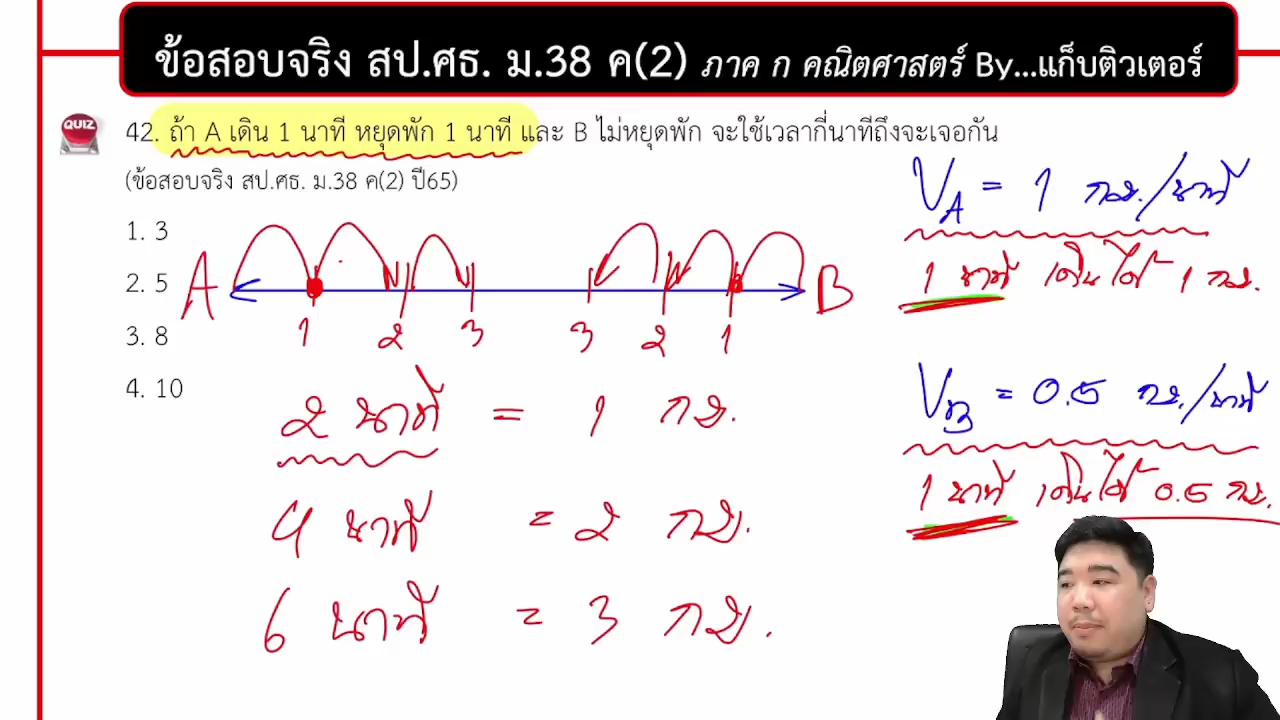 ข้อสอบจริง สป.ศธ. ม.38 ค(2) ภาค ก คณิตศาสตร์ By...แก็บติวเตอร์
QUIZ
42. ถ้า A เดิน 1 นาที หยุดพัก 1 นาที และ B ไม่หยุดพัก จะใช้เวลากี่นาทีถึงจะเจอกัน
(ข้อสอบจริง สป.ศธ. ม.38 ค(2) ปี65)
1. 3
2. 5
3. 8
4. 10
A B
1 2 3 3 2 1
2 นาที = 1 กม.
4 นาที = 2 กม.
6 นาที = 3 กม.
VA = 1 กม./นาที
1 นาที เดินได้ 1 กม.
VB = 0.5 กม./นาที
1 นาที เดินได้ 0.5 กม.